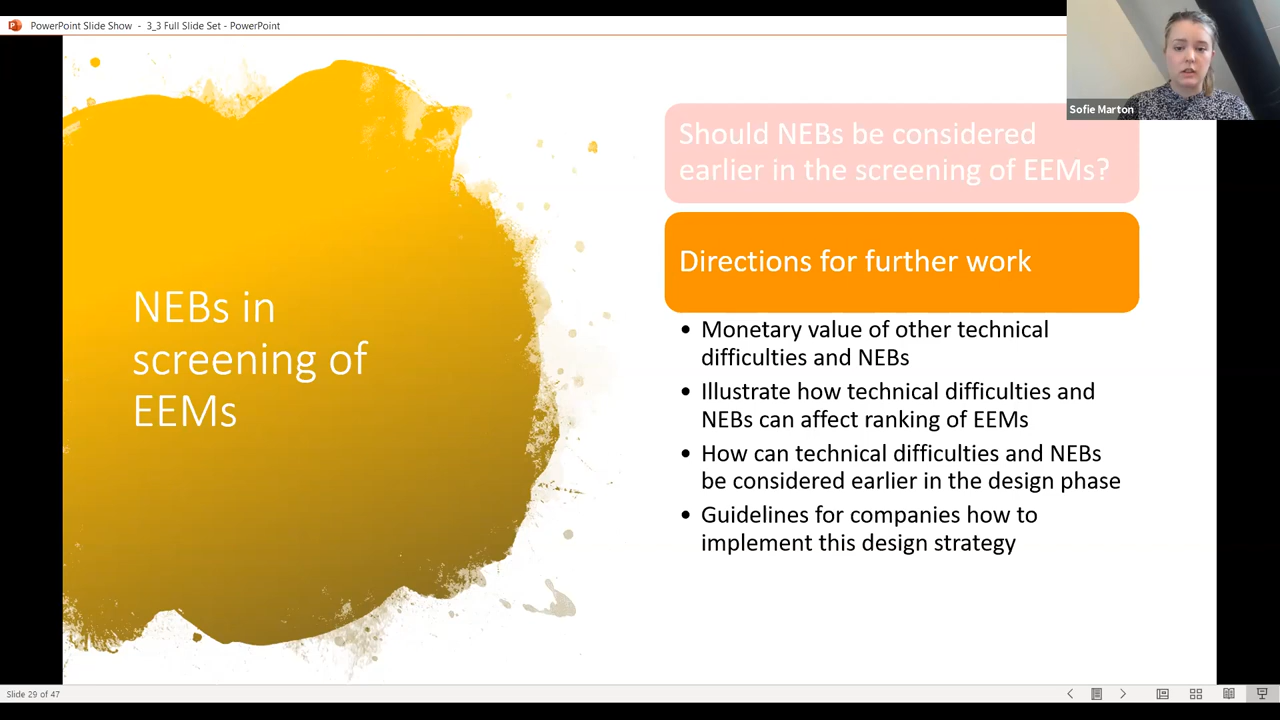 PowerPoint Slide Show - 3_3 Full Slide Set - PowerPoint
Sofie Marton
Should NEBs be considered
earlier in the screening of EEMs?
Directions for further work
NEBs in
screening of
EEMs
• Monetary value of other technical
difficulties and NEBs
• Illustrate how technical difficulties and
NEBs can affect ranking of EEMs
• How can technical difficulties and NEBs
be considered earlier in the design phase
• Guidelines for companies how to
implement this design strategy
Slide 29 of 47